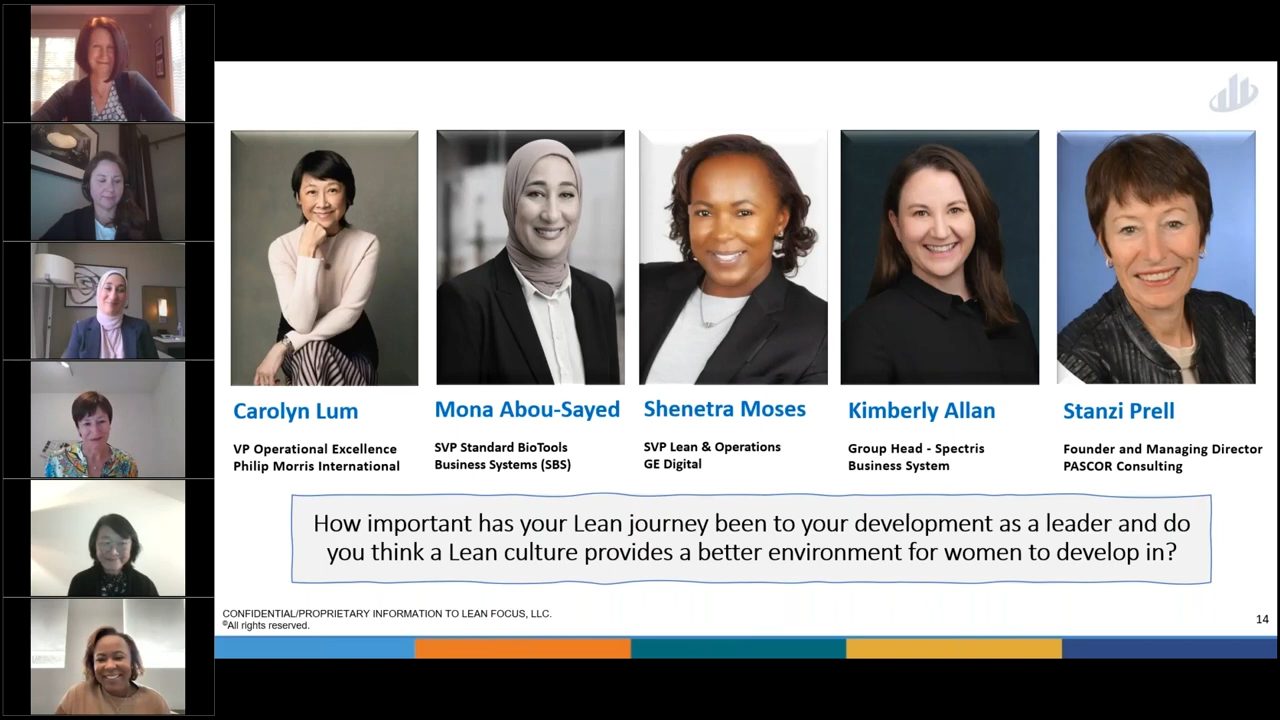 Carolyn Lum
VP Operational Excellence
Philip Morris International
Mona Abou-Sayed
SVP Standard BioTools
Business Systems (SBS)
Shenetra Moses
SVP Lean & Operations
GE Digital
Kimberly Allan
Group Head - Spectris
Business System
Stanzi Prell
Founder and Managing Director
PASCOR Consulting
How important has your Lean journey been to your development as a leader and do
you think a Lean culture provides a better environment for women to develop in?
CONFIDENTIAL/PROPRIETARY INFORMATION TO LEAN FOCUS, LLC.
©All rights reserved.
14